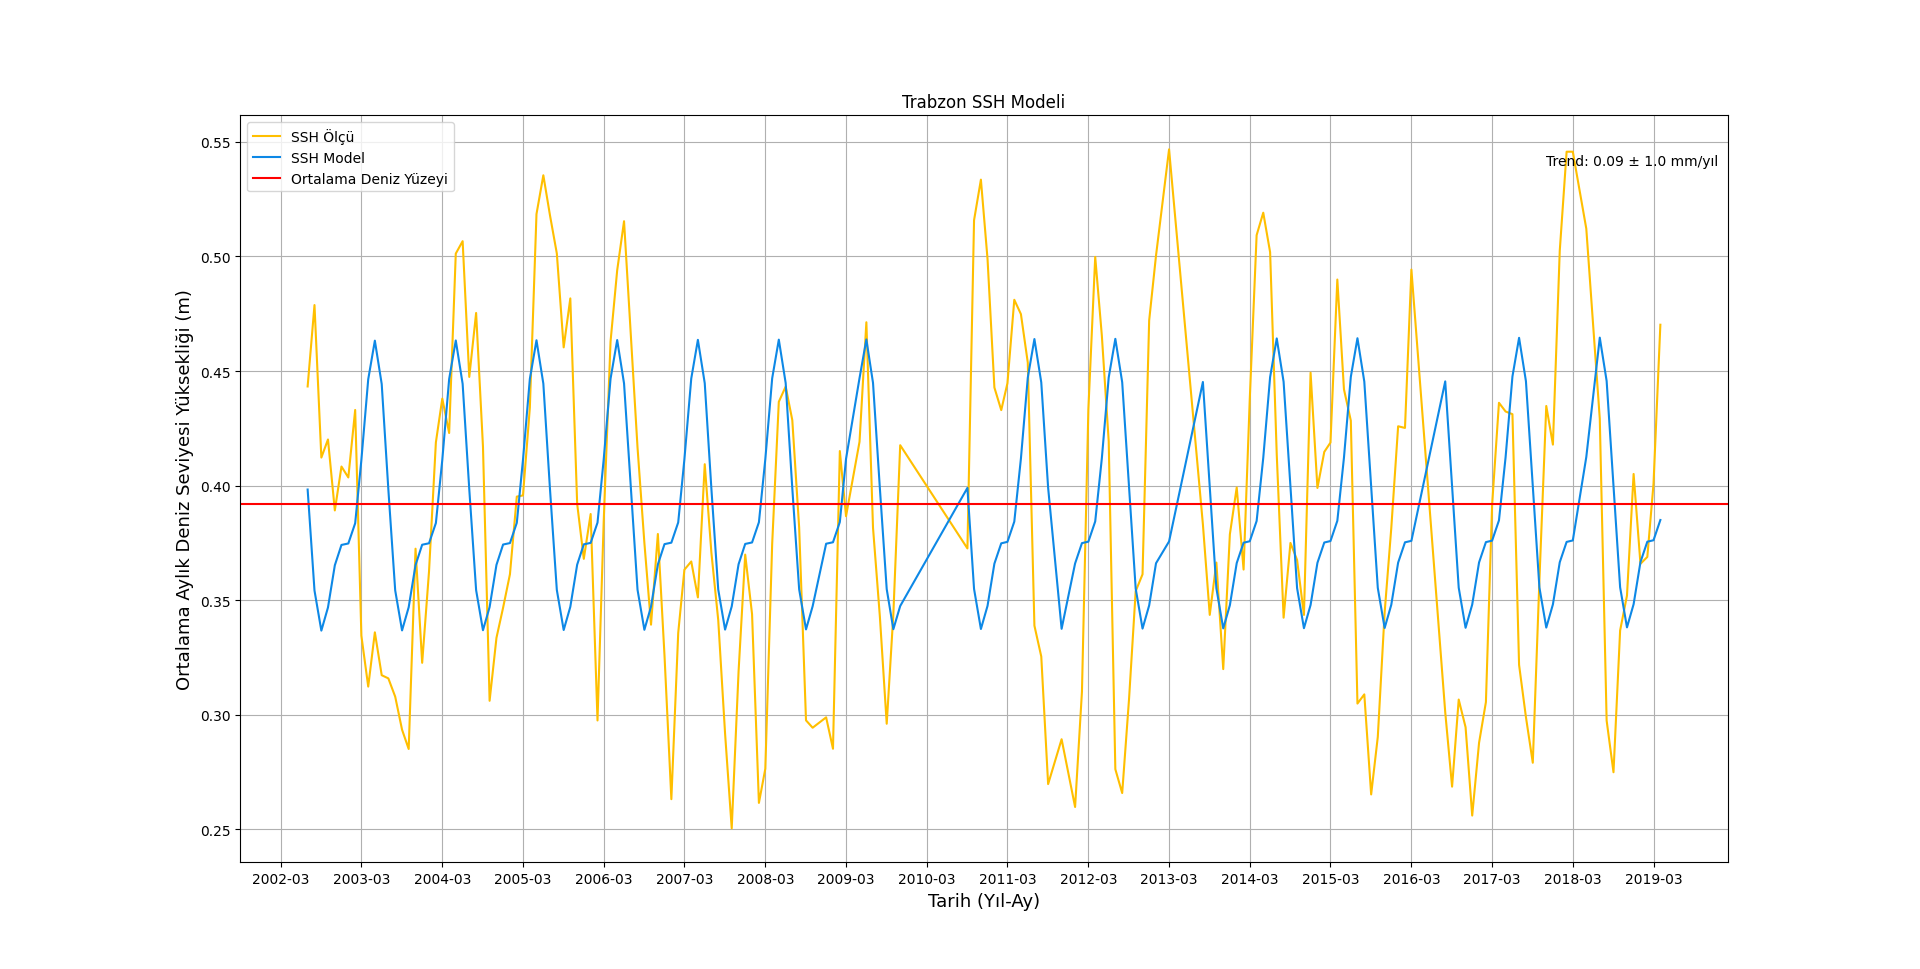 Trabzon SSH Modeli
SSH Ölçü
SSH Model
Ortalama Deniz Yüzeyi
Trend: 0.09 ± 1.0 mm/yıl
Ortalama Aylık Deniz Seviyesi Yüksekliği (m)
0.55
0.50
0.45
0.40
0.35
0.30
0.25
2002-03 2003-03 2004-03 2005-03 2006-03 2007-03 2008-03 2009-03 2010-03 2011-03 2012-03 2013-03 2014-03 2015-03 2016-03 2017-03 2018-03 2019-03
Tarih (Yıl-Ay)